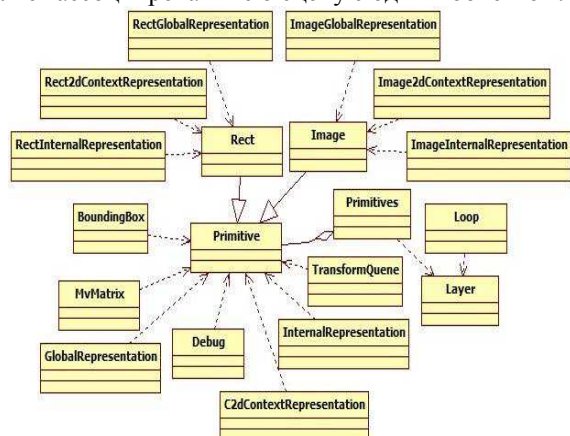 RectGlobalRepresentation
ImageGlobalRepresentation
Rect2dContextRepresentation
Image2dContextRepresentation
Rect
Image
RectInternalRepresentation
ImageInternalRepresentation
BoundingBox
Primitive
Primitives
Loop
TransformQuene
MvMatrix
Layer
GlobalRepresentation
Debug
InternalRepresentation
C2dContextRepresentation